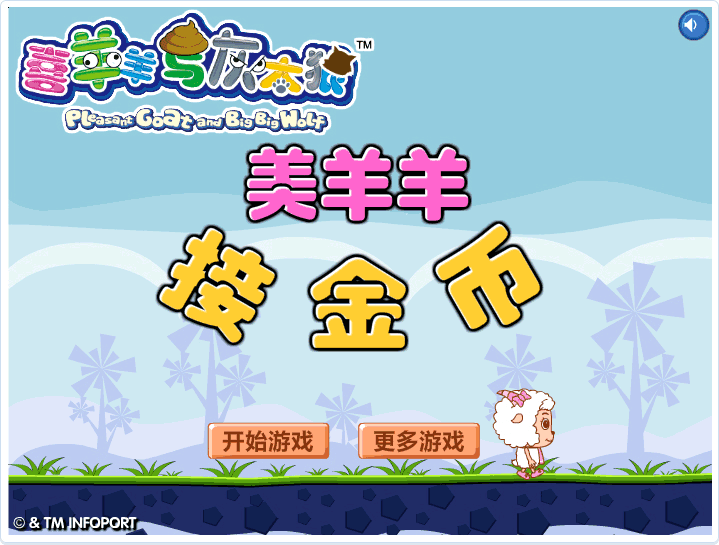 喜羊羊与灰太狼 TM
Pleasant Goat and Big Big Wolf
美羊羊
接金币
开始游戏 更多游戏
© & TM INFOPORT